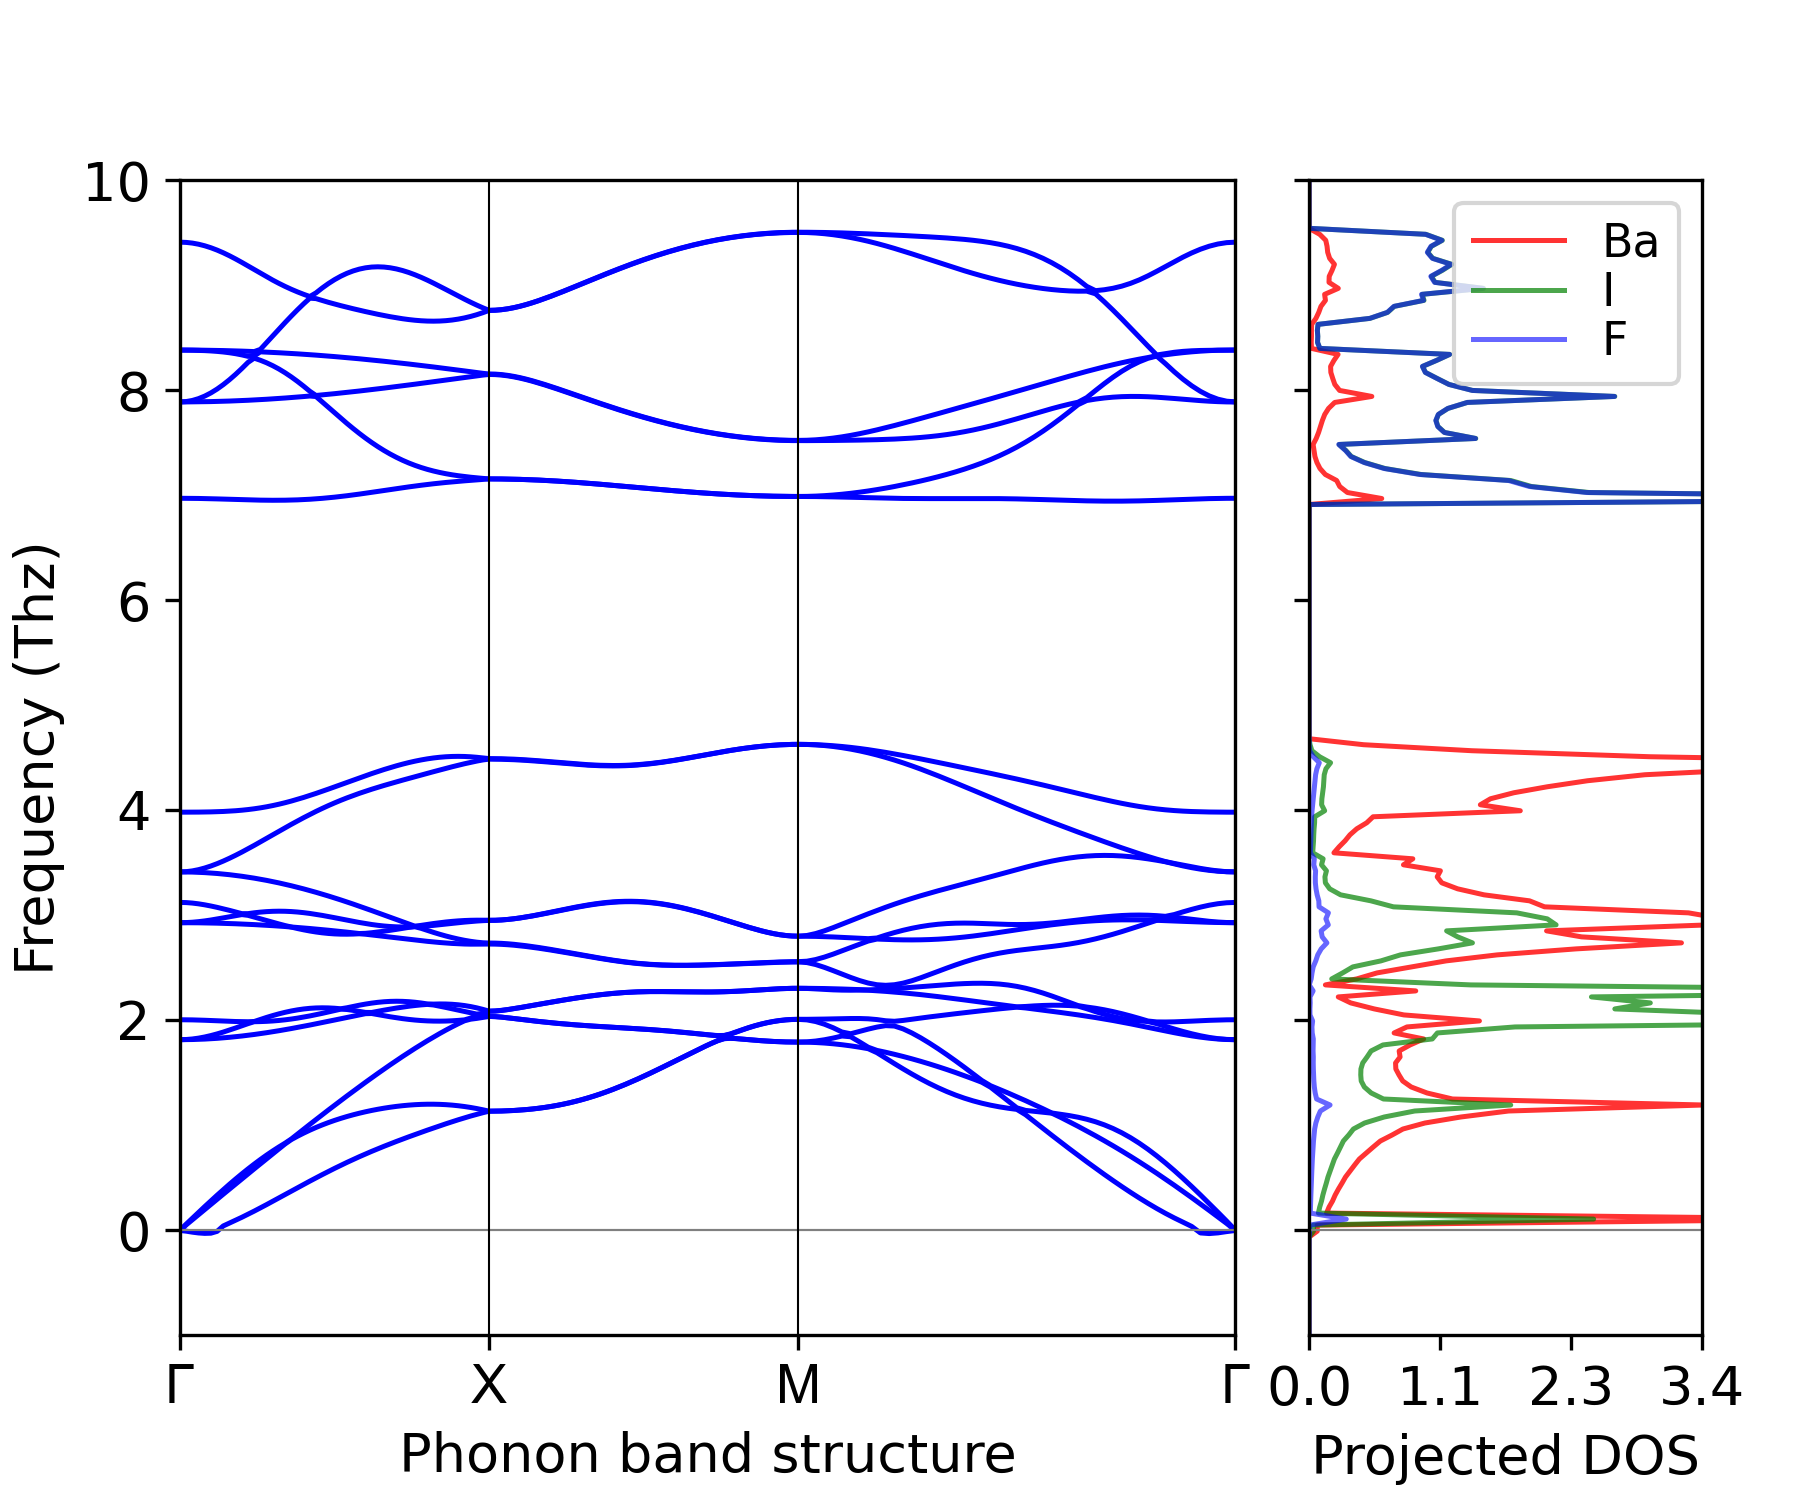 10
8
6
4
2
0
Frequency (Thz)
Γ X M Γ
Phonon band structure
Ba
I
F
0.0 1.1 2.3 3.4
Projected DOS